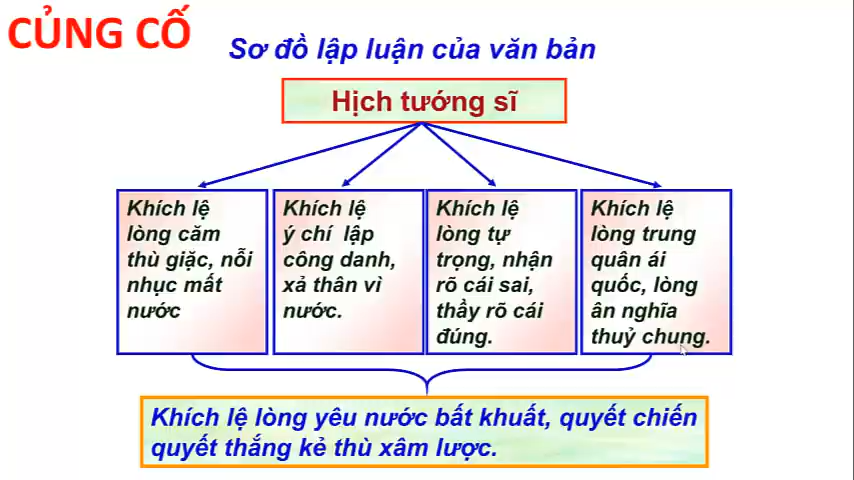 CỦNG CỐ
Sơ đồ lập luận của văn bản
Hịch tướng sĩ
Khích lệ
lòng căm
thù giặc, nỗi
nhục mất
nước
Khích lệ
ý chí lập
công danh,
xả thân vì
nước.
Khích lệ
lòng tự
trọng, nhận
rõ cái sai,
thầy rõ cái
đúng.
Khích lệ
lòng trung
quân ái
quốc, lòng
ân nghĩa
thuỷ chung.
Khích lệ lòng yêu nước bất khuất, quyết chiến
quyết thắng kẻ thù xâm lược.